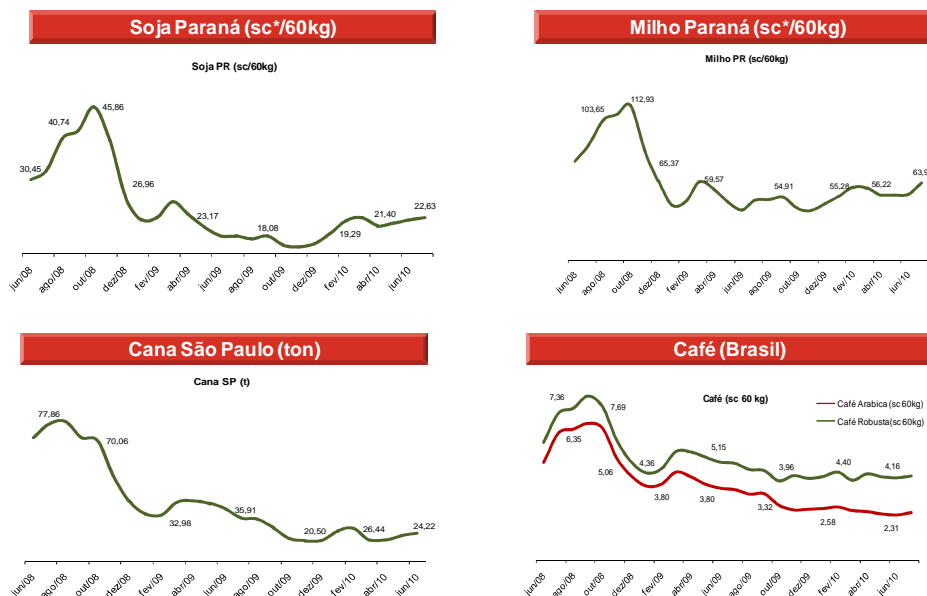 Soja Paraná (sc*/60kg)
Soja PR (sc/60kg)
30,45
40,74
45,86
26,96
23,17
18,08
19,29
21,40
22,63
jun/08
ago/08
out/08
dez/08
fev/09
abr/09
jun/09
ago/09
out/09
dez/09
fev/10
abr/10
jun/10
Milho Paraná (sc*/60kg)
Milho PR (sc/60kg)
103,65
112,93
65,37
59,57
54,91
55,28
56,22
63,9
jun/08
ago/08
out/08
dez/08
fev/09
abr/09
jun/09
ago/09
out/09
dez/09
fev/10
abr/10
jun/10
Cana São Paulo (ton)
Cana SP (t)
77,86
70,06
32,98
35,91
20,50
26,44
24,22
jun/08
ago/08
out/08
dez/08
fev/09
abr/09
jun/09
ago/09
out/09
dez/09
fev/10
abr/10
jun/10
Café (Brasil)
Café (sc 60 kg)
Café Arabica (sc 60kg)
Café Robusta(sc 60kg)
7,36
6,35
7,69
5,06
4,36
3,80
5,15
3,80
3,96
3,32
4,40
2,58
4,16
2,31
jun/08
ago/08
out/08
dez/08
fev/09
abr/09
jun/09
ago/09
out/09
dez/09
fev/10
abr/10
jun/10